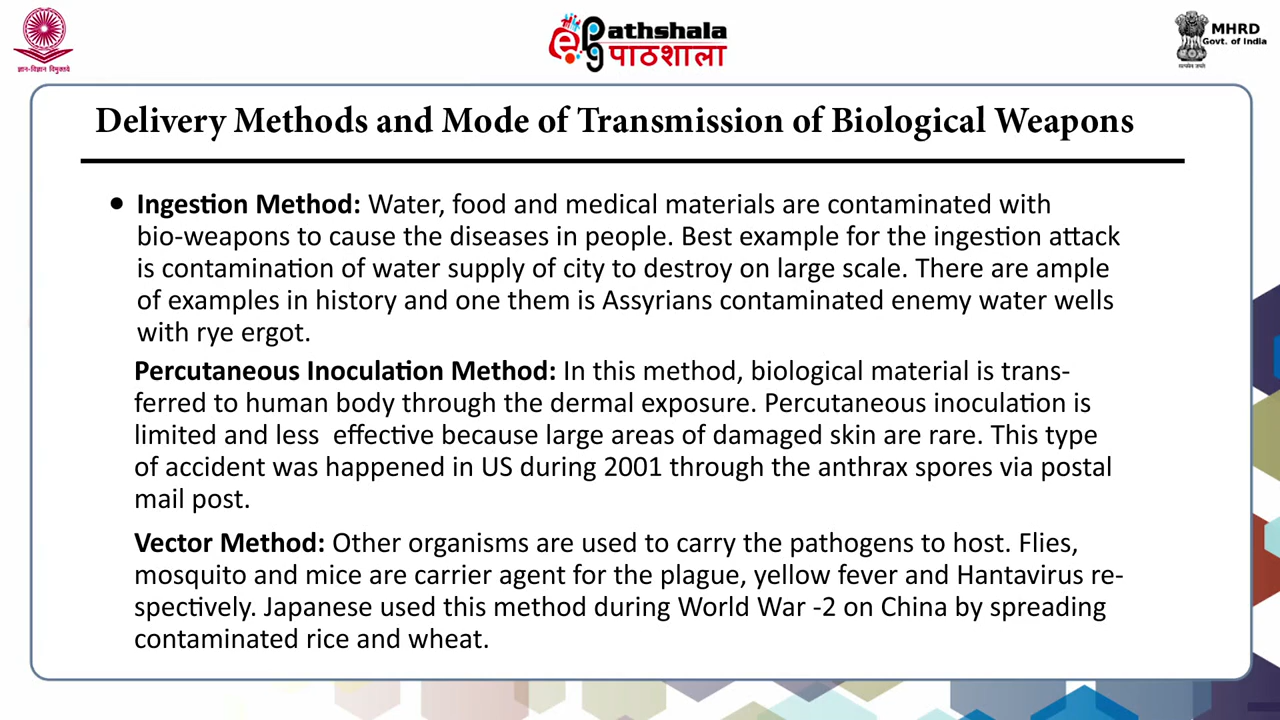 ज्ञान-विज्ञान विमुक्तये
ePG Pathshala
पाठशाला
MHRD
Govt. of India
सत्यमेव जयते
Delivery Methods and Mode of Transmission of Biological Weapons
• Ingestion Method: Water, food and medical materials are contaminated with
bio-weapons to cause the diseases in people. Best example for the ingestion attack
is contamination of water supply of city to destroy on large scale. There are ample
of examples in history and one them is Assyrians contaminated enemy water wells
with rye ergot.
Percutaneous Inoculation Method: In this method, biological material is trans-
ferred to human body through the dermal exposure. Percutaneous inoculation is
limited and less  effective because large areas of damaged skin are rare. This type
of accident was happened in US during 2001 through the anthrax spores via postal
mail post.
Vector Method: Other organisms are used to carry the pathogens to host. Flies,
mosquito and mice are carrier agent for the plague, yellow fever and Hantavirus re-
spectively. Japanese used this method during World War -2 on China by spreading
contaminated rice and wheat.